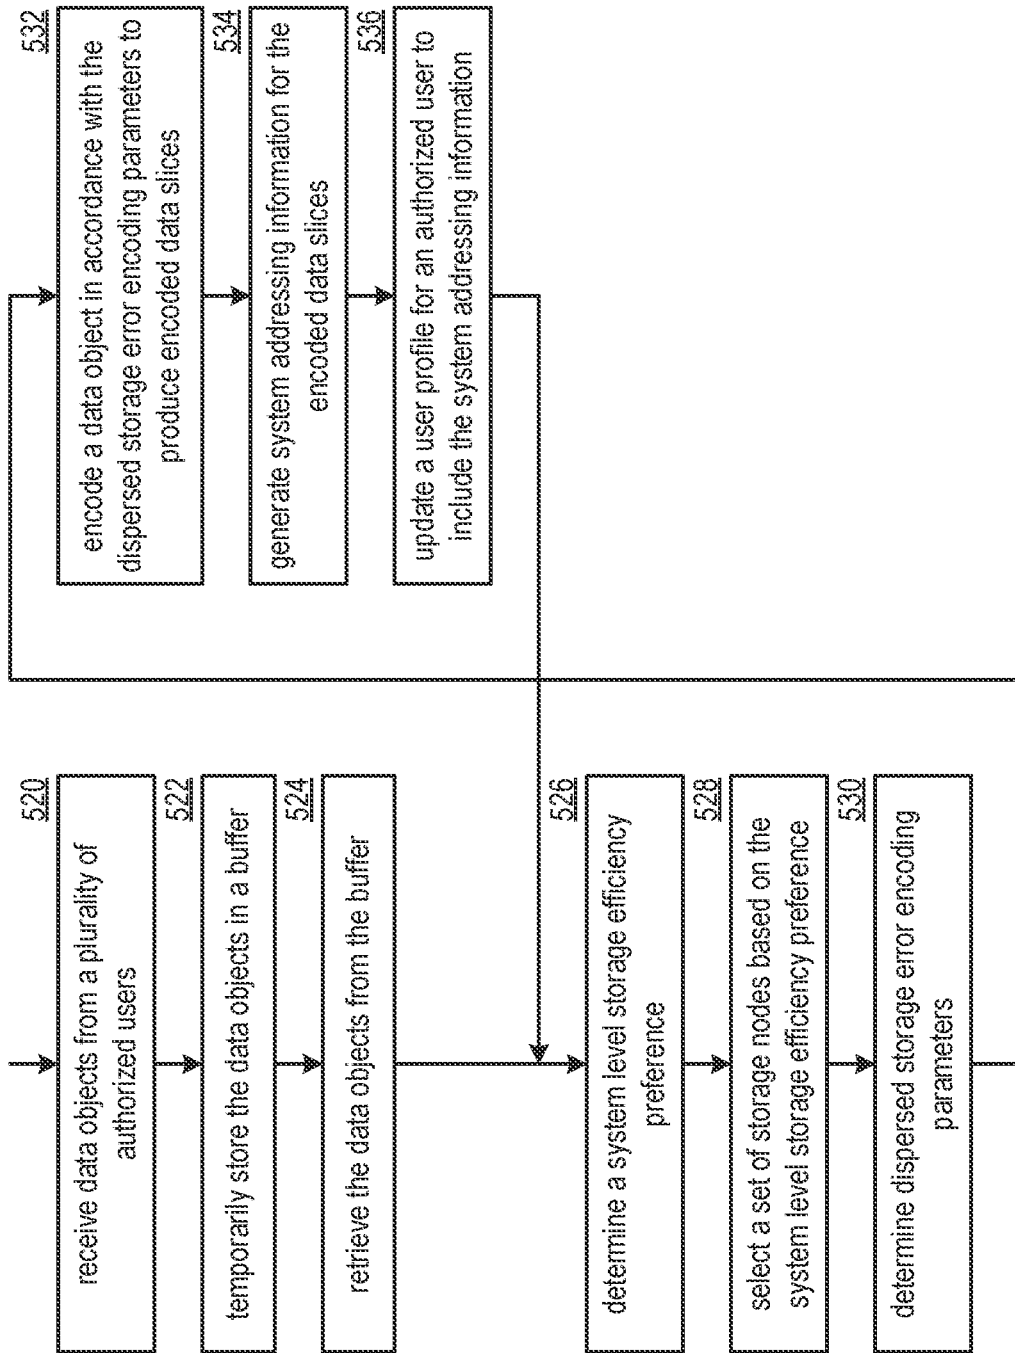 520
receive data objects from a plurality of
authorized users
522
temporarily store the data objects in a buffer
524
retrieve the data objects from the buffer
526
determine a system level storage efficiency
preference
528
select a set of storage nodes based on the
system level storage efficiency preference
530
determine dispersed storage error encoding
parameters
532
encode a data object in accordance with the
dispersed storage error encoding parameters to
produce encoded data slices
534
generate system addressing information for the
encoded data slices
536
update a user profile for an authorized user to
include the system addressing information